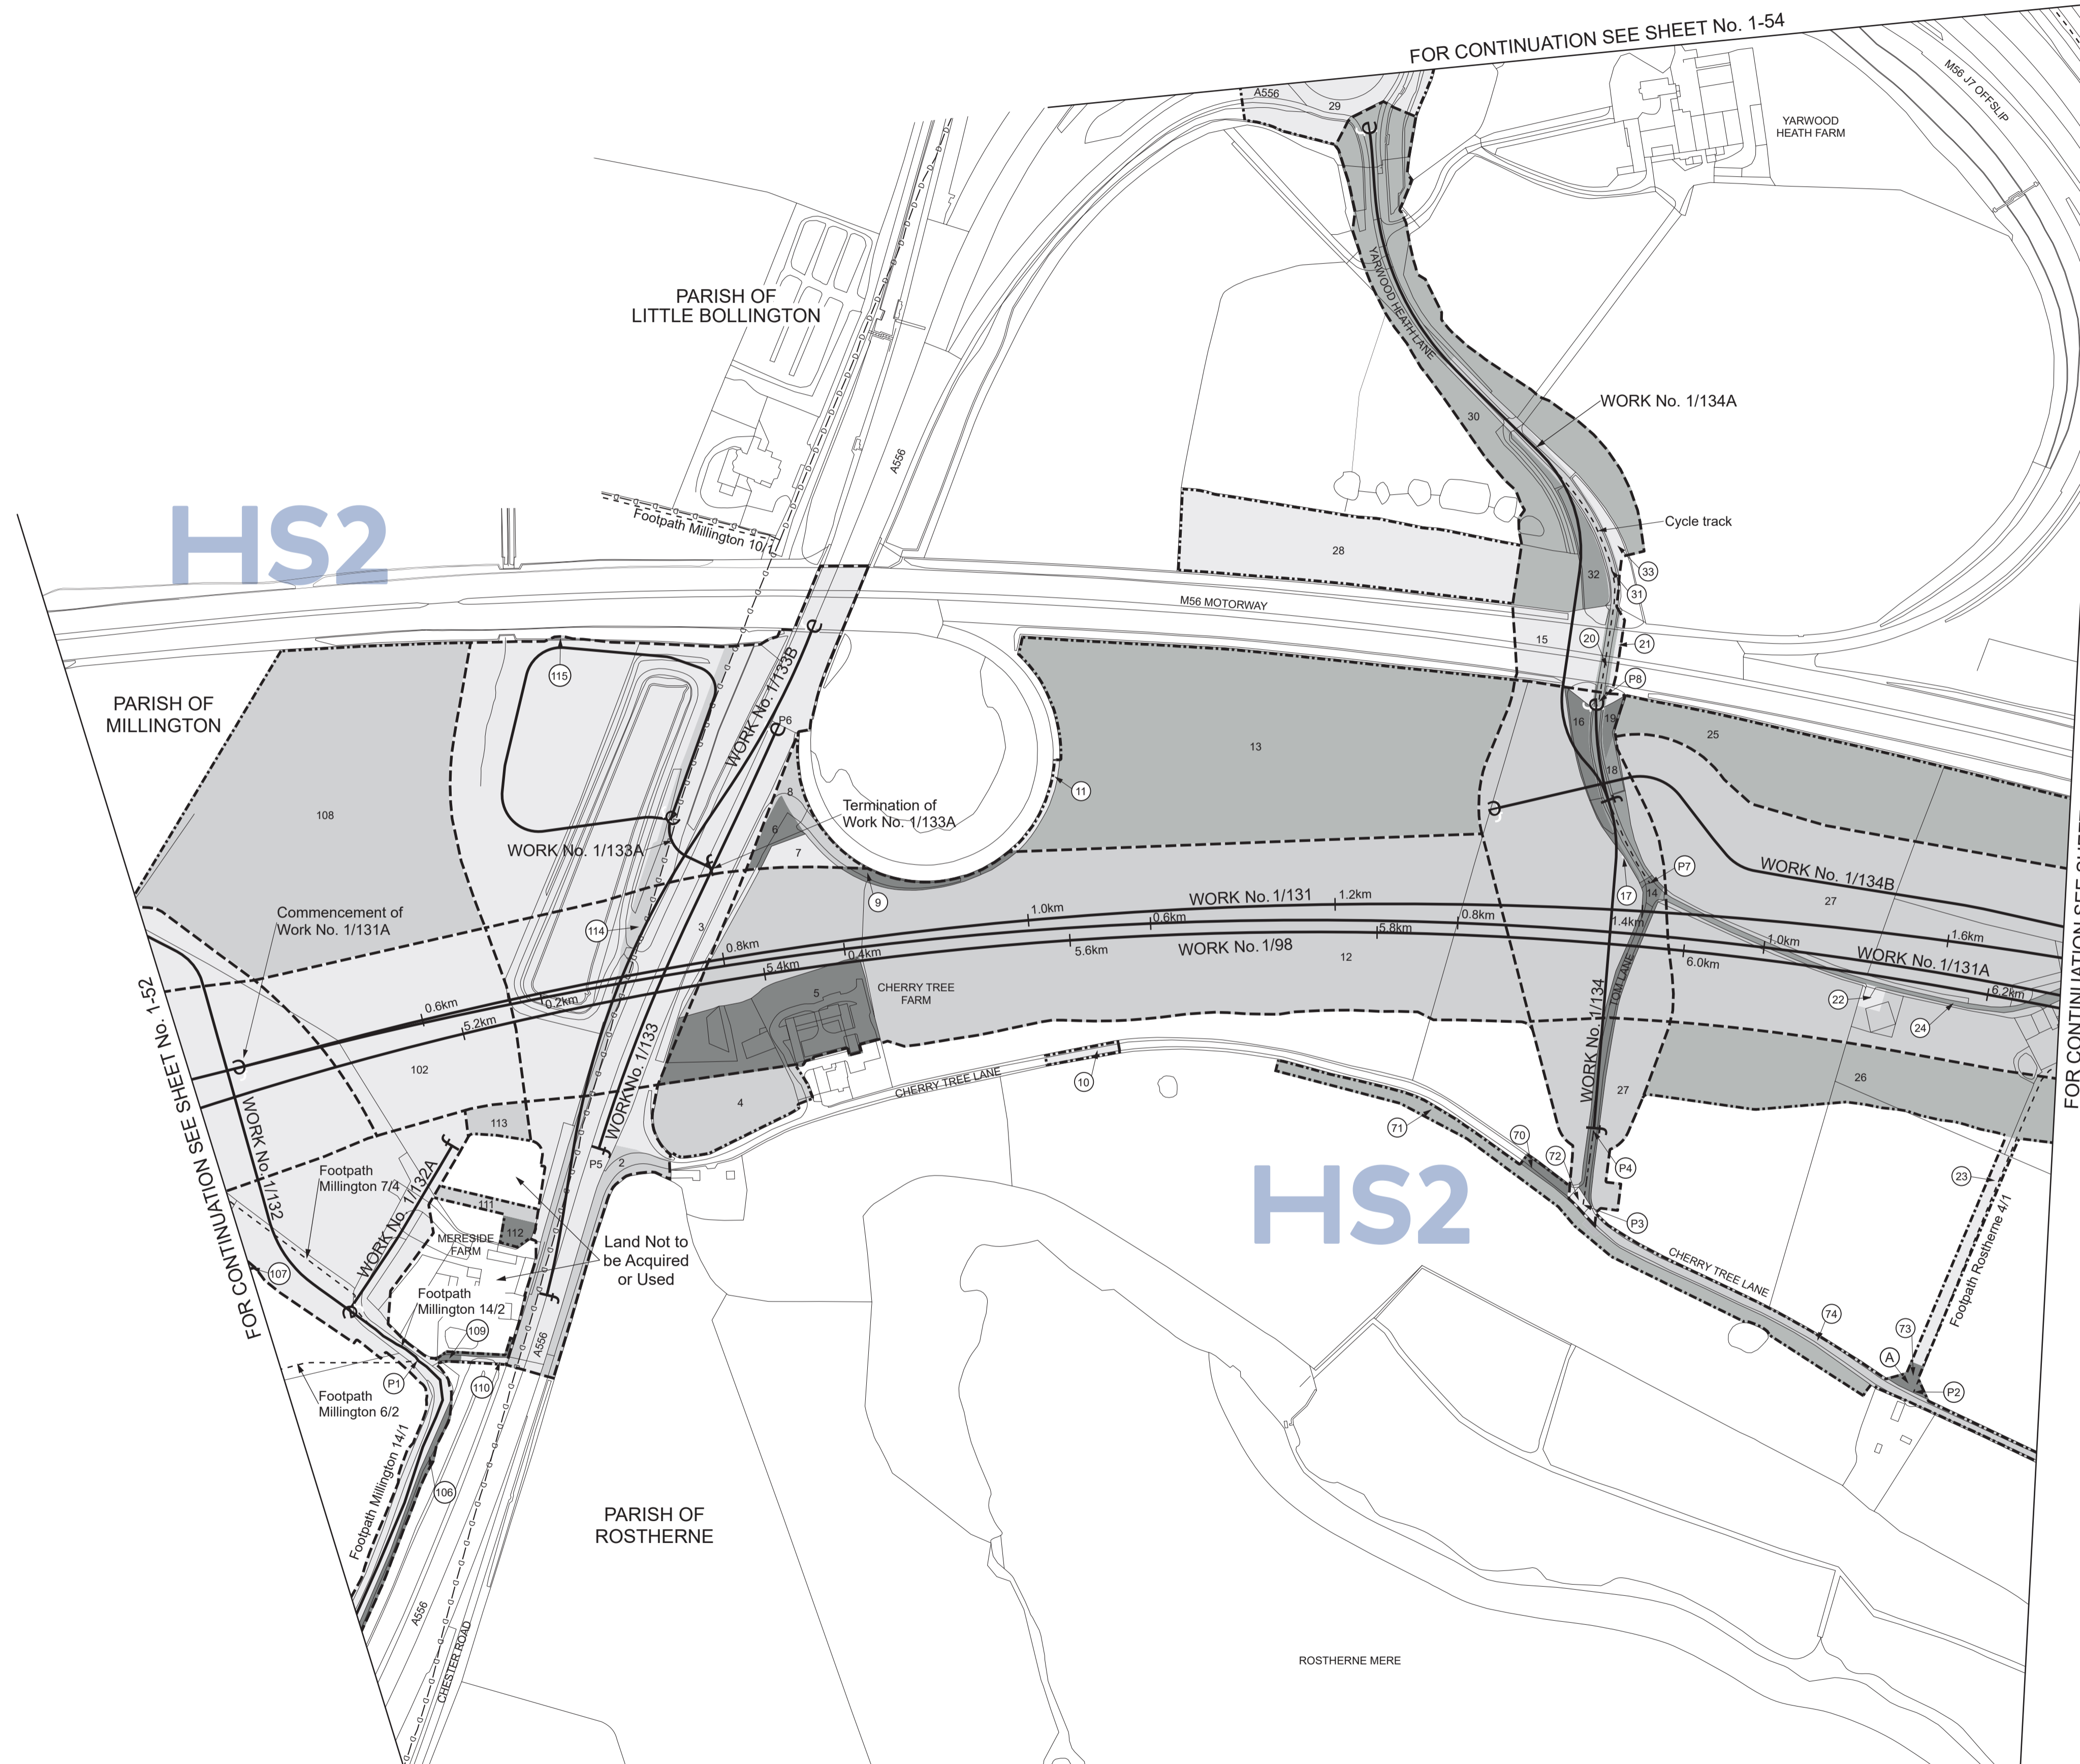 FOR CONTINUATION SEE SHEET No. 1-54
A556
29
M56 J7 OFFSLIP
YARWOOD
HEATH FARM
PARISH OF
LITTLE BOLLINGTON
YARWOOD HEATH LANE
WORK No. 1/134A
30
A556
HS2
Footpath Millington 10/1
Cycle track
28
32
33
31
M56 MOTORWAY
15
20
21
PARISH OF
MILLINGTON
115
WORK No. 1/133B
P6
P8
16
19
25
13
18
11
8
Termination of
Work No. 1/133A
6
7
108
WORK No. 1/133A
P7
WORK No. 1/134B
9
17
14
27
Commencement of
Work No. 1/131A
114
3
WORK No. 1/131
1.0km
1.2km
0.6km
0.8km
1.4km
1.6km
0.8km
0.4km
5.4km
5.6km
WORK No. 1/98
5.8km
12
1.0km
6.0km
WORK No. 1/131A
6.2km
0.6km
0.2km
5.2km
5
CHERRY TREE
FARM
TOM LANE
22
24
FOR CONTINUATION SEE SHEET No. 1-52
102
WORK No. 1/133
WORK No. 1/134
10
CHERRY TREE LANE
4
27
26
FOR CONTINUATION SEE SHEET
113
WORK No. 1/132
WORK No. 1/132A
71
70
72
P5
2
P4
23
Footpath
Millington 7/4
111
112
MERESIDE
FARM
HS2
P3
Footpath Rostherne 4/1
Land Not to
be Acquired
or Used
CHERRY TREE LANE
107
Footpath
Millington 14/2
109
74
73
A
P2
A556
P1
110
Footpath
Millington 6/2
Footpath Millington 14/1
106
PARISH OF
ROSTHERNE
A556
CHESTER ROAD
ROSTHERNE MERE